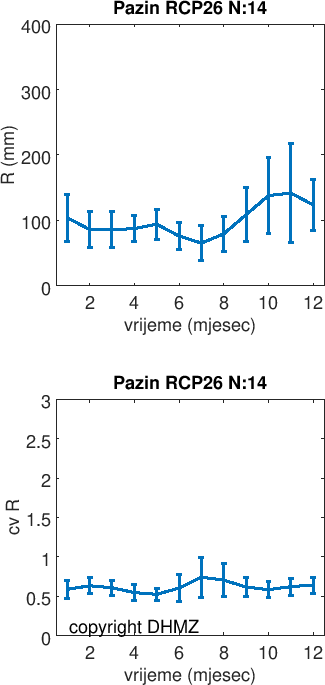 Pazin RCP26 N:14
400
300
200
100
0
R (mm)
2 4 6 8 10 12
vrijeme (mjesec)
Pazin RCP26 N:14
3
2.5
2
1.5
1
0.5
0
cv R
copyright DHMZ
2 4 6 8 10 12
vrijeme (mjesec)